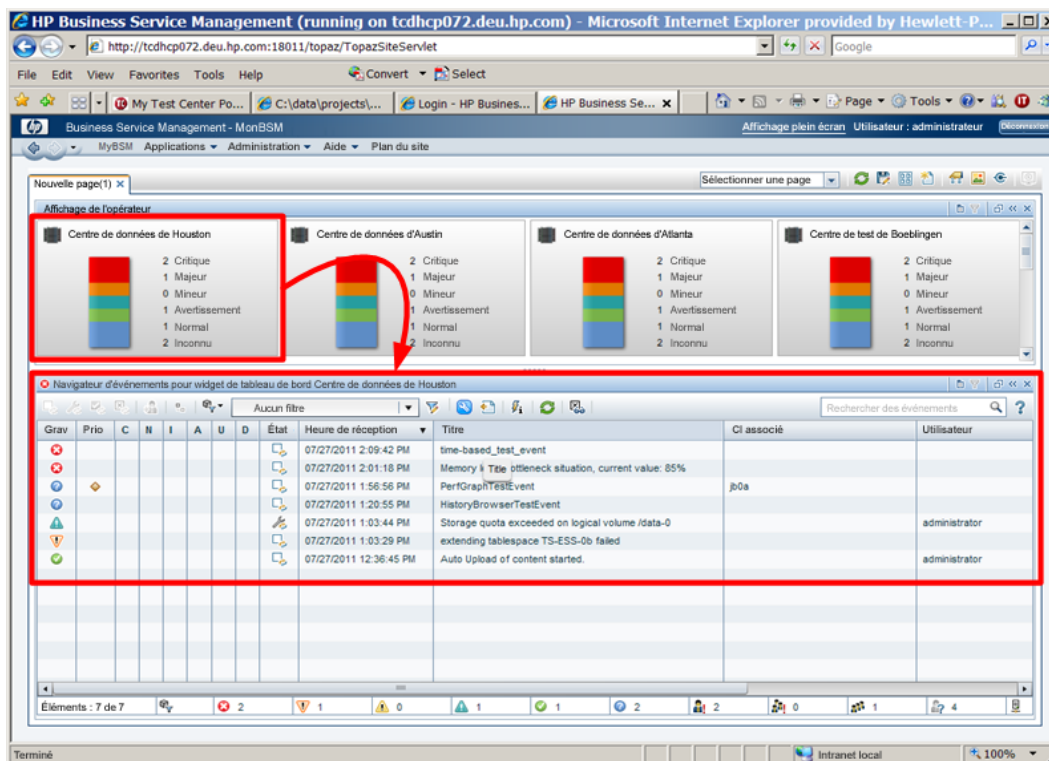 HP Business Service Management (running on tcdhcp072.deu.hp.com) - Microsoft Internet Explorer provided by Hewlett-P...
http://tcdhcp072.deu.hp.com:18011/topaz/TopazSiteServlet
Google
File Edit View Favorites Tools Help Convert Select
My Test Center Po... C:\data\projects\... Login - HP Busines... HP Business Se... Page Tools
Business Service Management - MonBSM Affichage plein écran Utilisateur : administrateur Déconnexion
MyBSM Applications Administration Aide Plan du site
Nouvelle page(1) Sélectionner une page
Affichage de l'opérateur
Centre de données de Houston Centre de données d'Austin Centre de données d'Atlanta Centre de test de Boeblingen
2 Critique 2 Critique 2 Critique 2 Critique
1 Majeur 1 Majeur 1 Majeur 1 Majeur
0 Mineur 0 Mineur 0 Mineur 0 Mineur
1 Avertissement 1 Avertissement 1 Avertissement 1 Avertissement
1 Normal 1 Normal 1 Normal 1 Normal
2 Inconnu 2 Inconnu 2 Inconnu 2 Inconnu
Navigateur d'événements pour widget de tableau de bord Centre de données de Houston
Aucun filtre Rechercher des événements
Grav Prio C N I A U D État Heure de réception Titre CI associé Utilisateur
07/27/2011 2:09:42 PM time-based_test_event
07/27/2011 2:01:18 PM Memory ottleneck situation, current value: 85%
Title
07/27/2011 1:56:56 PM PerfGraphTestEvent jb0a
07/27/2011 1:20:55 PM HistoryBrowserTestEvent
07/27/2011 1:03:44 PM Storage quota exceeded on logical volume /data-0 administrator
07/27/2011 1:03:29 PM extending tablespace TS-ESS-0b failed
07/27/2011 12:36:45 PM Auto Upload of content started. administrator
Éléments : 7 de 7 2 1 0 1 1 2 2 0 1 4
Terminé Intranet local 100%